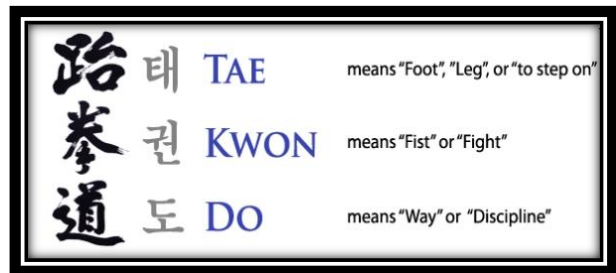 跆 태 TAE means "Foot", "Leg", or "to step on"
拳 권 KWON means "Fist" or "Fight"
道 도 DO means "Way" or "Discipline"